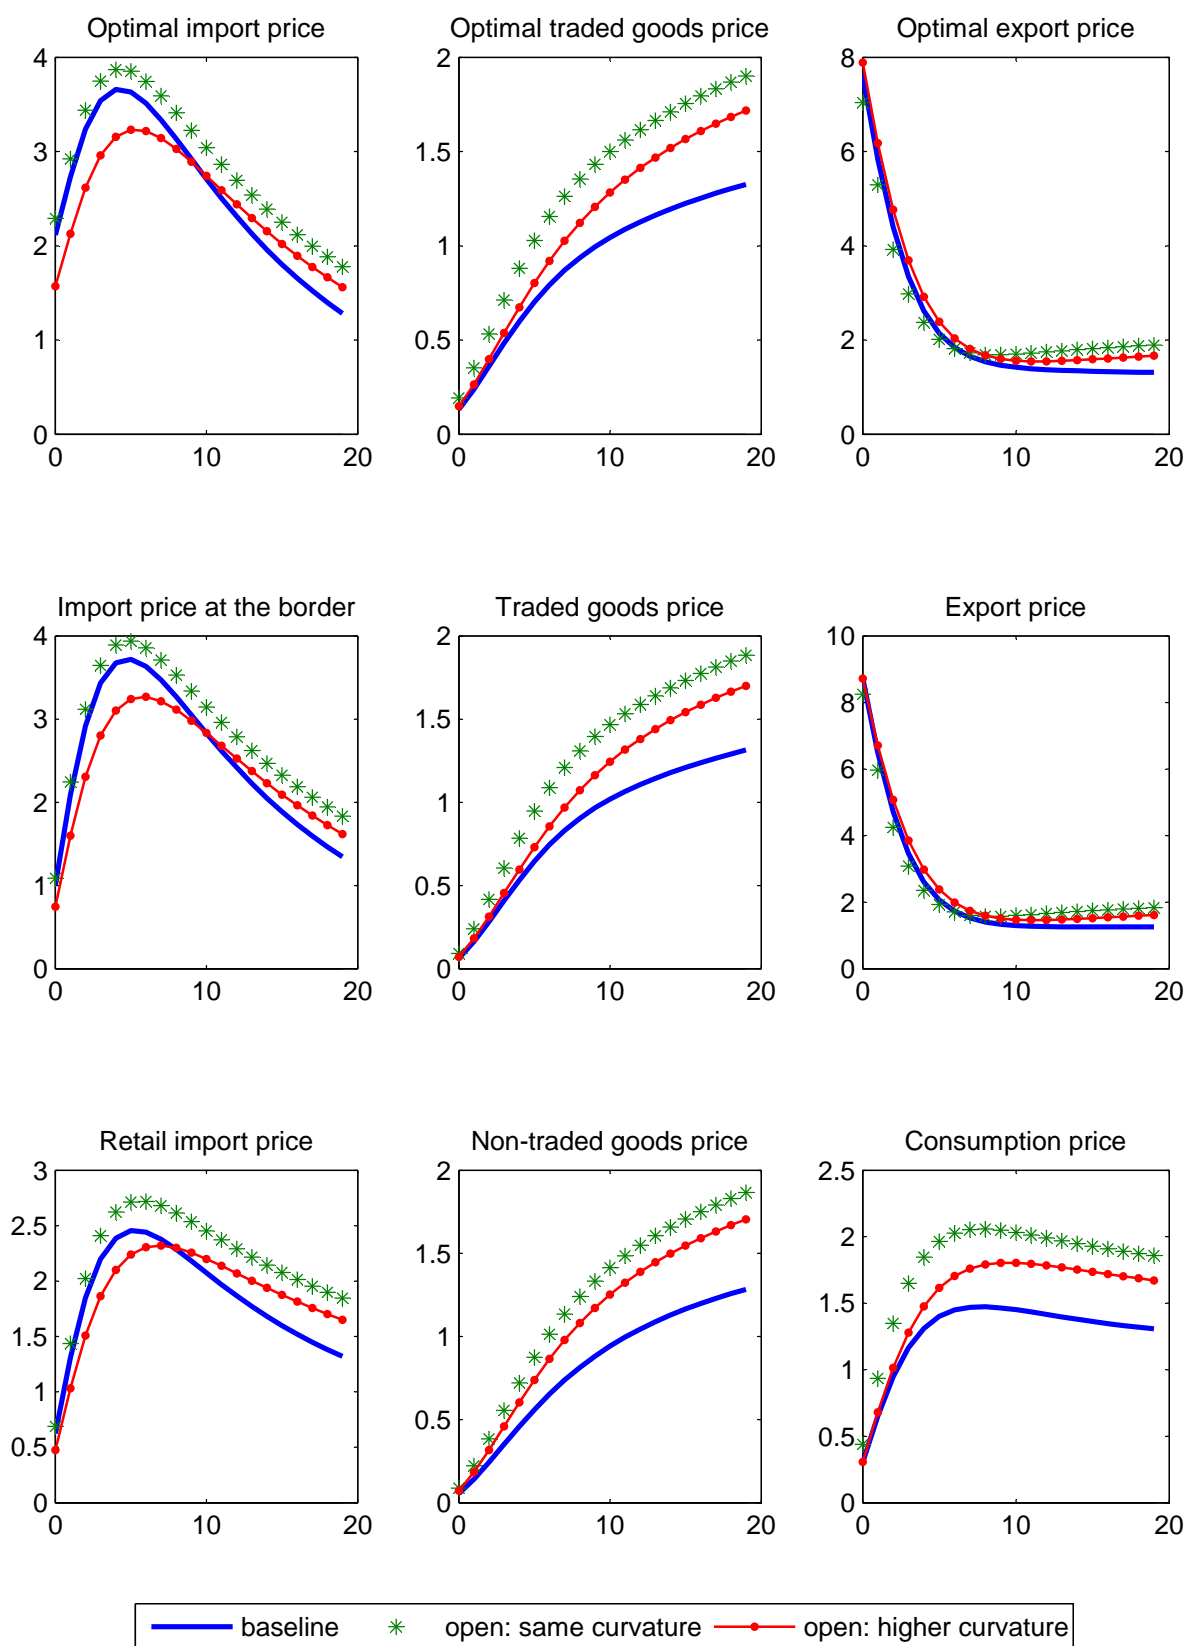 Optimal import price
Optimal traded goods price
Optimal export price
4
3
2
1
0
0 10 20
2
1.5
1
0.5
0
0 10 20
8
6
4
2
0
0 10 20
Import price at the border
Traded goods price
Export price
4
3
2
1
0
0 10 20
2
1.5
1
0.5
0
0 10 20
10
8
6
4
2
0
0 10 20
Retail import price
Non-traded goods price
Consumption price
3
2.5
2
1.5
1
0.5
0
0 10 20
2
1.5
1
0.5
0
0 10 20
2.5
2
1.5
1
0.5
0
0 10 20
baseline open: same curvature open: higher curvature